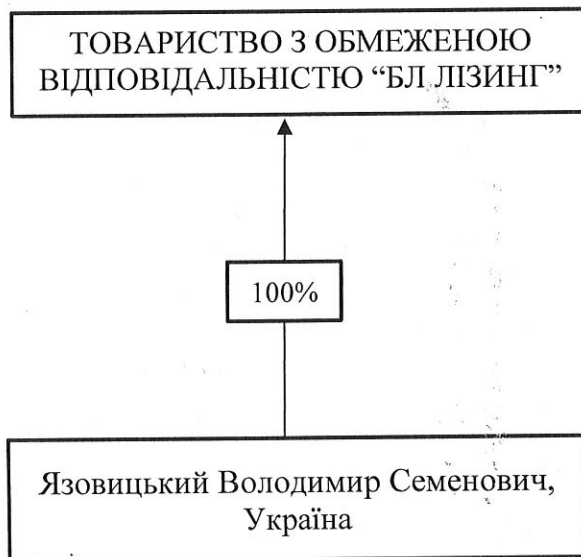 ТОВАРИСТВО З ОБМЕЖЕНОЮ
ВІДПОВІДАЛЬНІСТЮ “БЛ ЛІЗИНГ”
100%
Язовицький Володимир Семенович,
Україна